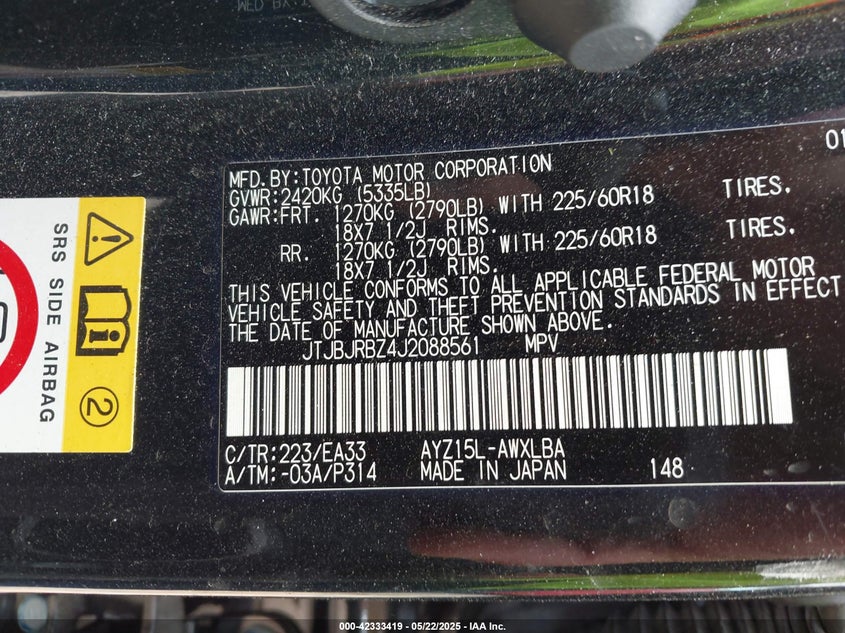 01
MFD.BY:TOYOTA MOTOR CORPORATION
GVWR:2420KG (5335LB)
GAWR:FRT. 1270KG (2790LB) WITH 225/60R18 TIRES.
18X7 1/2J RIMS.
RR. 1270KG (2790LB) WITH 225/60R18 TIRES.
18X7 1/2J RIMS.
THIS VEHICLE CONFORMS TO ALL APPLICABLE FEDERAL MOTOR
VEHICLE SAFETY AND THEFT PREVENTION STANDARDS IN EFFECT
THE DATE OF MANUFACTURE SHOWN ABOVE.
JTJBJRBZ4J2088561 MPV
C/TR:223/EA33 AYZ15L-AWXLBA
A/TM:-03A/P314 MADE IN JAPAN 148
SRS SIDE AIRBAG
2
000-42333419 - 05/22/2025 - IAA Inc.